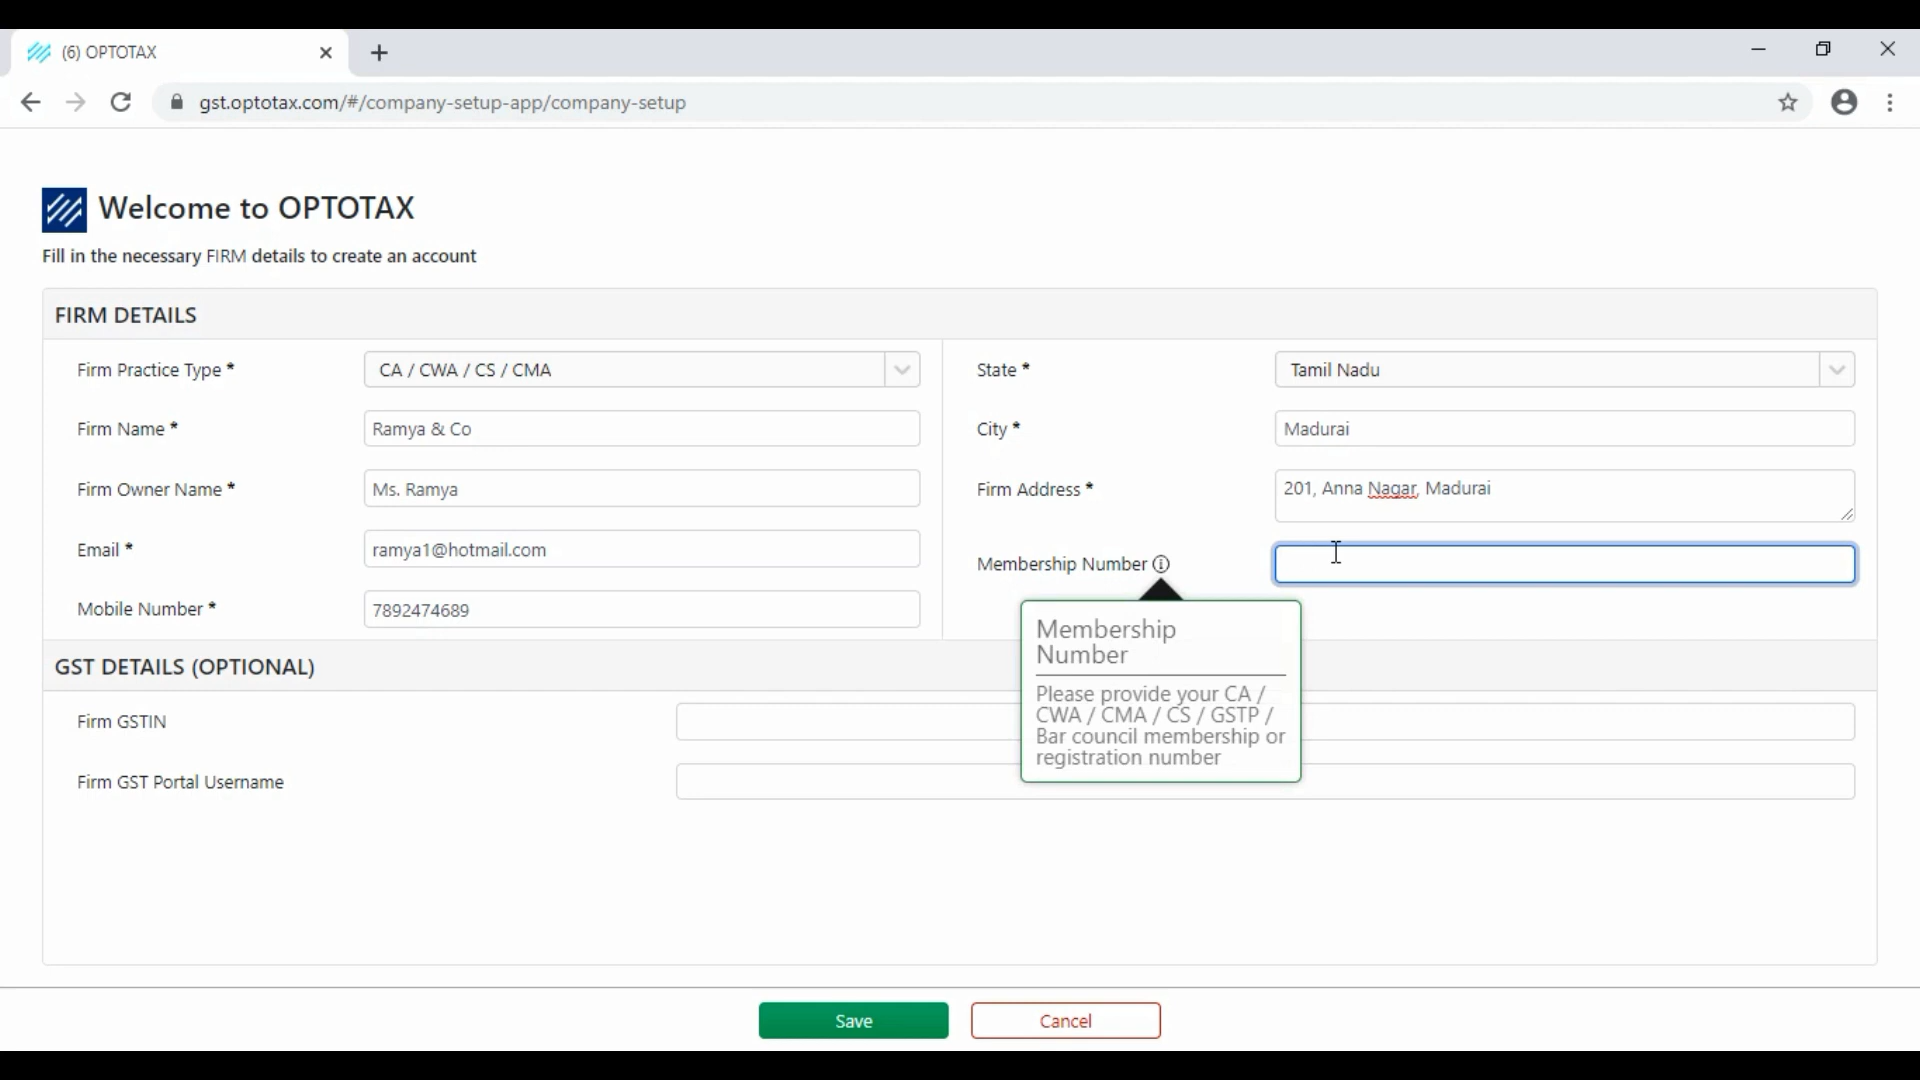 (6) OPTOTAX
gst.optotax.com/#/company-setup-app/company-setup
Welcome to OPTOTAX
Fill in the necessary FIRM details to create an account
FIRM DETAILS
Firm Practice Type *
CA / CWA / CS / CMA
Firm Name *
Ramya & Co
Firm Owner Name *
Ms. Ramya
Email *
ramya1@hotmail.com
Mobile Number *
7892474689
State *
Tamil Nadu
City *
Madurai
Firm Address *
201, Anna Nagar, Madurai
Membership Number
Membership
Number
Please provide your CA /
CWA / CMA / CS / GSTP /
Bar council membership or
registration number
GST DETAILS (OPTIONAL)
Firm GSTIN
Firm GST Portal Username
Save
Cancel